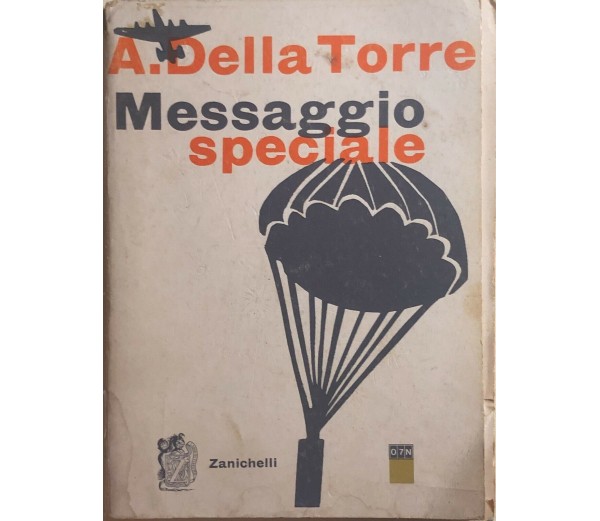 A. Della Torre
Messaggio
speciale
Zanichelli
O7N